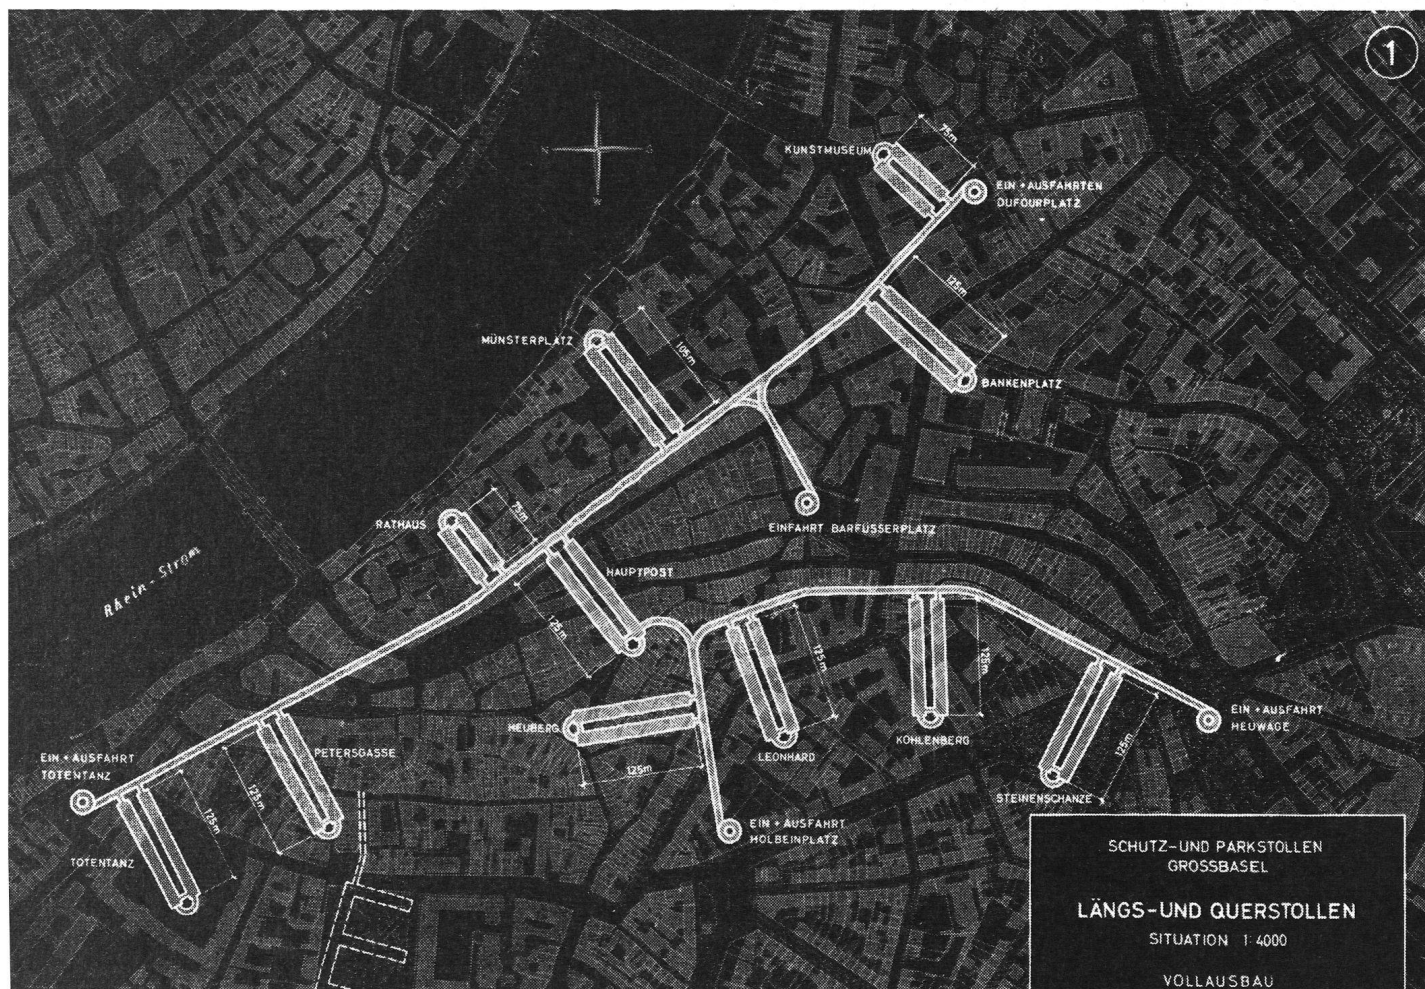 1
KUNSTMUSEUM
75m
EIN + AUSFAHRTEN
DUFOURPLATZ
125m
MÜNSTERPLATZ
105m
BANKENPLATZ
RATHAUS
75m
EINFAHRT BARFÜSSERPLATZ
Rhein-Strom
HAUPTPOST
125m
125m
125m
HEUBERG
125m
LEONHARD
KOHLENBERG
125m
STEINENSCHANZE
EIN + AUSFAHRT
HEUWAGE
EIN + AUSFAHRT
TOTENTANZ
PETERSGASSE
125m
125m
TOTENTANZ
EIN + AUSFAHRT
HOLBEINPLATZ
SCHUTZ-UND PARKSTOLLEN
GROSSBASEL
LÄNGS-UND QUERSTOLLEN
SITUATION 1:4000
VOLLAUSBAU